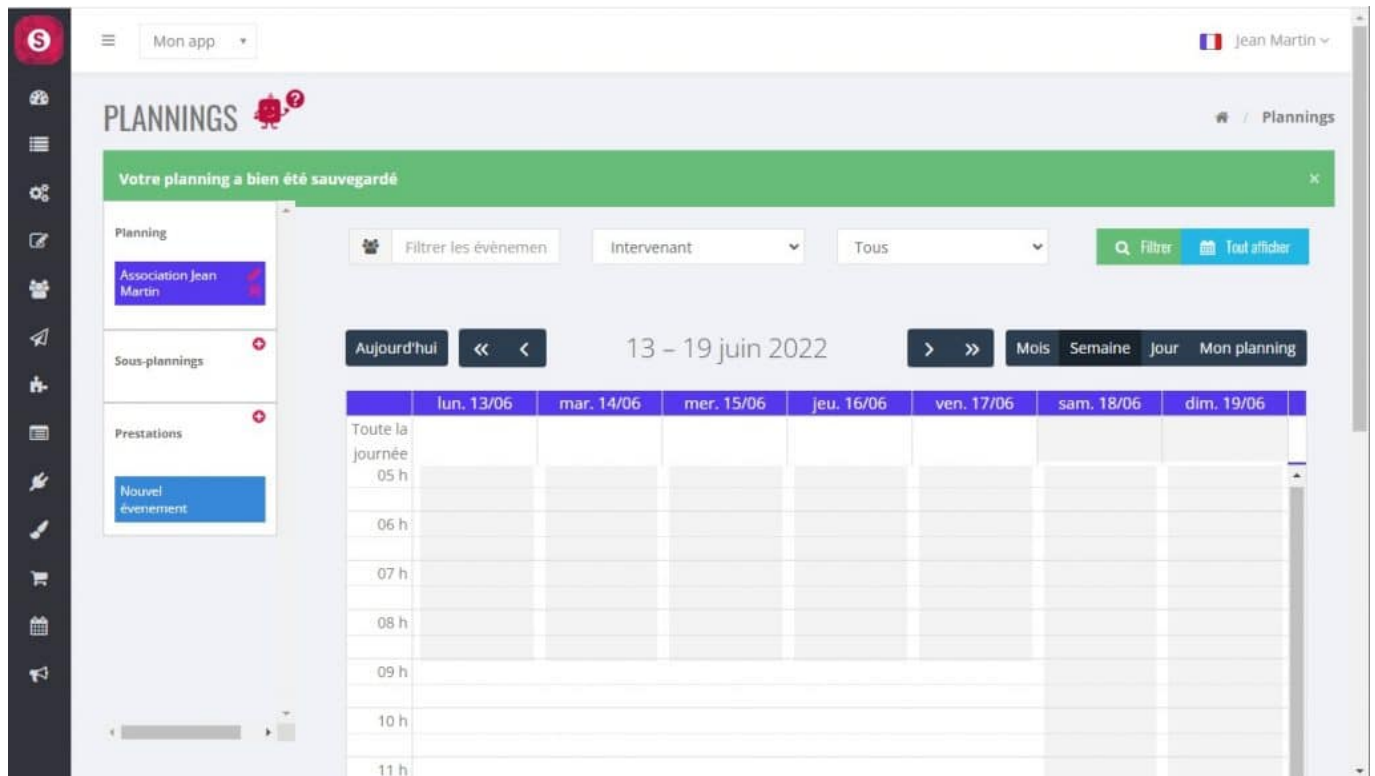 S
Mon app
Jean Martin
PLANNINGS
?
/ Plannings
Votre planning a bien été sauvegardé
×
Planning
Association Jean
Martin
Sous-plannings
Prestations
Nouvel
évenement
Filtrer les évènemen
Intervenant
Tous
Filtrer
Tout afficher
Aujourd'hui
«
‹
13 – 19 juin 2022
›
»
Mois
Semaine
Jour
Mon planning
lun. 13/06
mar. 14/06
mer. 15/06
jeu. 16/06
ven. 17/06
sam. 18/06
dim. 19/06
Toute la
journée
05 h
06 h
07 h
08 h
09 h
10 h
11 h